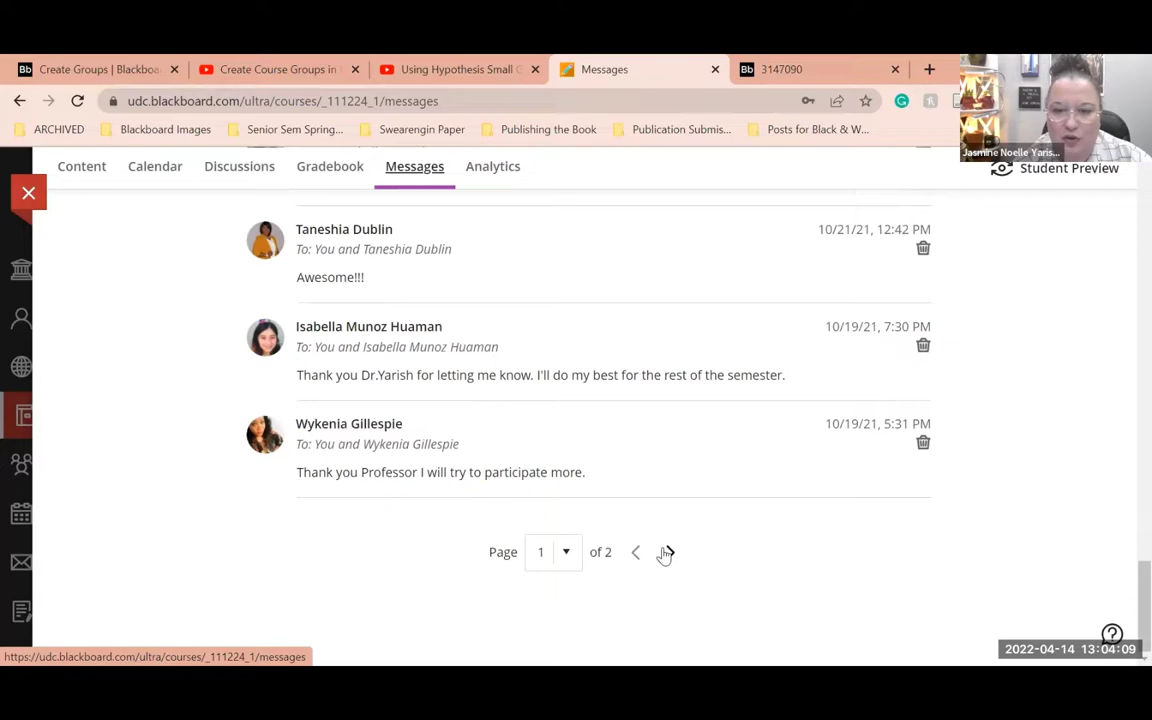 Bb Create Groups | Blackboa
Create Course Groups in
Using Hypothesis Small G
Messages
Bb 3147090
udc.blackboard.com/ultra/courses/_111224_1/messages
ARCHIVED
Blackboard Images
Senior Sem Spring...
Swearengin Paper
Publishing the Book
Publication Submis...
Posts for Black & W...
Jasmine Noelle Yaris...
Content
Calendar
Discussions
Gradebook
Messages
Analytics
Student Preview
Taneshia Dublin
10/21/21, 12:42 PM
To: You and Taneshia Dublin
Awesome!!!
Isabella Munoz Huaman
10/19/21, 7:30 PM
To: You and Isabella Munoz Huaman
Thank you Dr.Yarish for letting me know. I'll do my best for the rest of the semester.
Wykenia Gillespie
10/19/21, 5:31 PM
To: You and Wykenia Gillespie
Thank you Professor I will try to participate more.
Page 1 of 2
2022-04-14 13:04:09
https://udc.blackboard.com/ultra/courses/_111224_1/messages